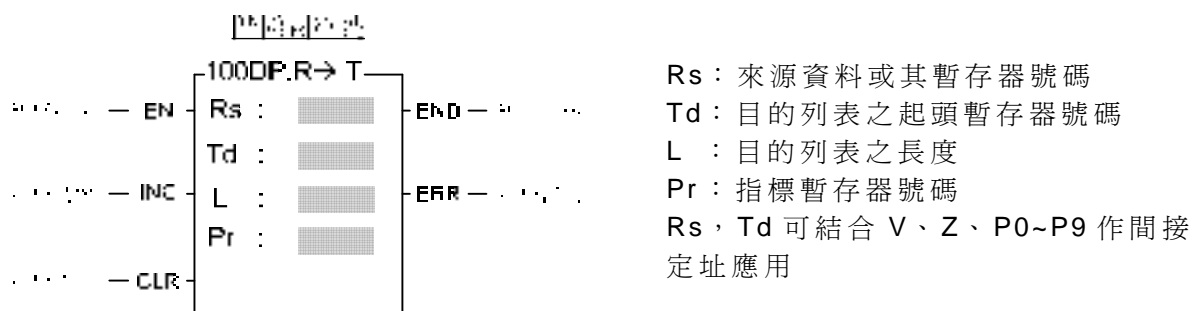 100DP.R→ T
EN
Rs :
END
Td :
INC
L :
ERR
Pr :
CLR
Rs：來源資料或其暫存器號碼
Td：目的列表之起頭暫存器號碼
L ：目的列表之長度
Pr：指標暫存器號碼
Rs，Td 可結合 V、Z、P0~P9 作間接
定址應用